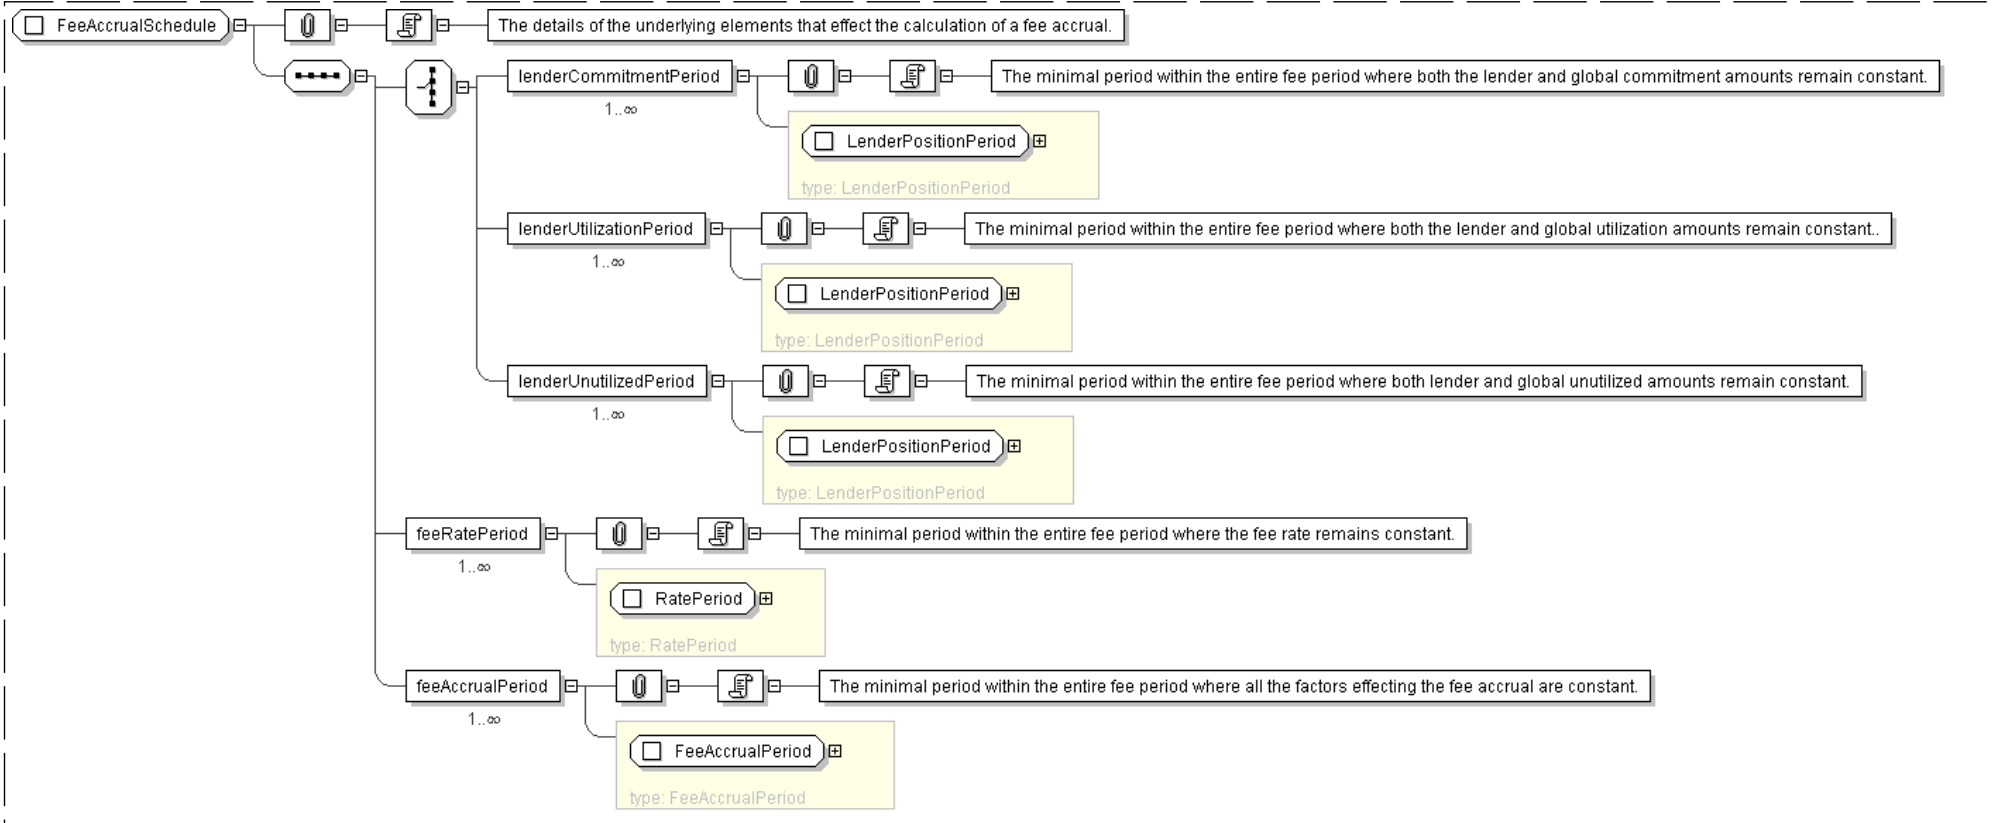 FeeAccrualSchedule The details of the underlying elements that effect the calculation of a fee accrual.
lenderCommitmentPeriod The minimal period within the entire fee period where both the lender and global commitment amounts remain constant.
1..∞
LenderPositionPeriod
type: LenderPositionPeriod
lenderUtilizationPeriod The minimal period within the entire fee period where both the lender and global utilization amounts remain constant..
1..∞
LenderPositionPeriod
type: LenderPositionPeriod
lenderUnutilizedPeriod The minimal period within the entire fee period where both lender and global unutilized amounts remain constant.
1..∞
LenderPositionPeriod
type: LenderPositionPeriod
feeRatePeriod The minimal period within the entire fee period where the fee rate remains constant.
1..∞
RatePeriod
type: RatePeriod
feeAccrualPeriod The minimal period within the entire fee period where all the factors effecting the fee accrual are constant.
1..∞
FeeAccrualPeriod
type: FeeAccrualPeriod